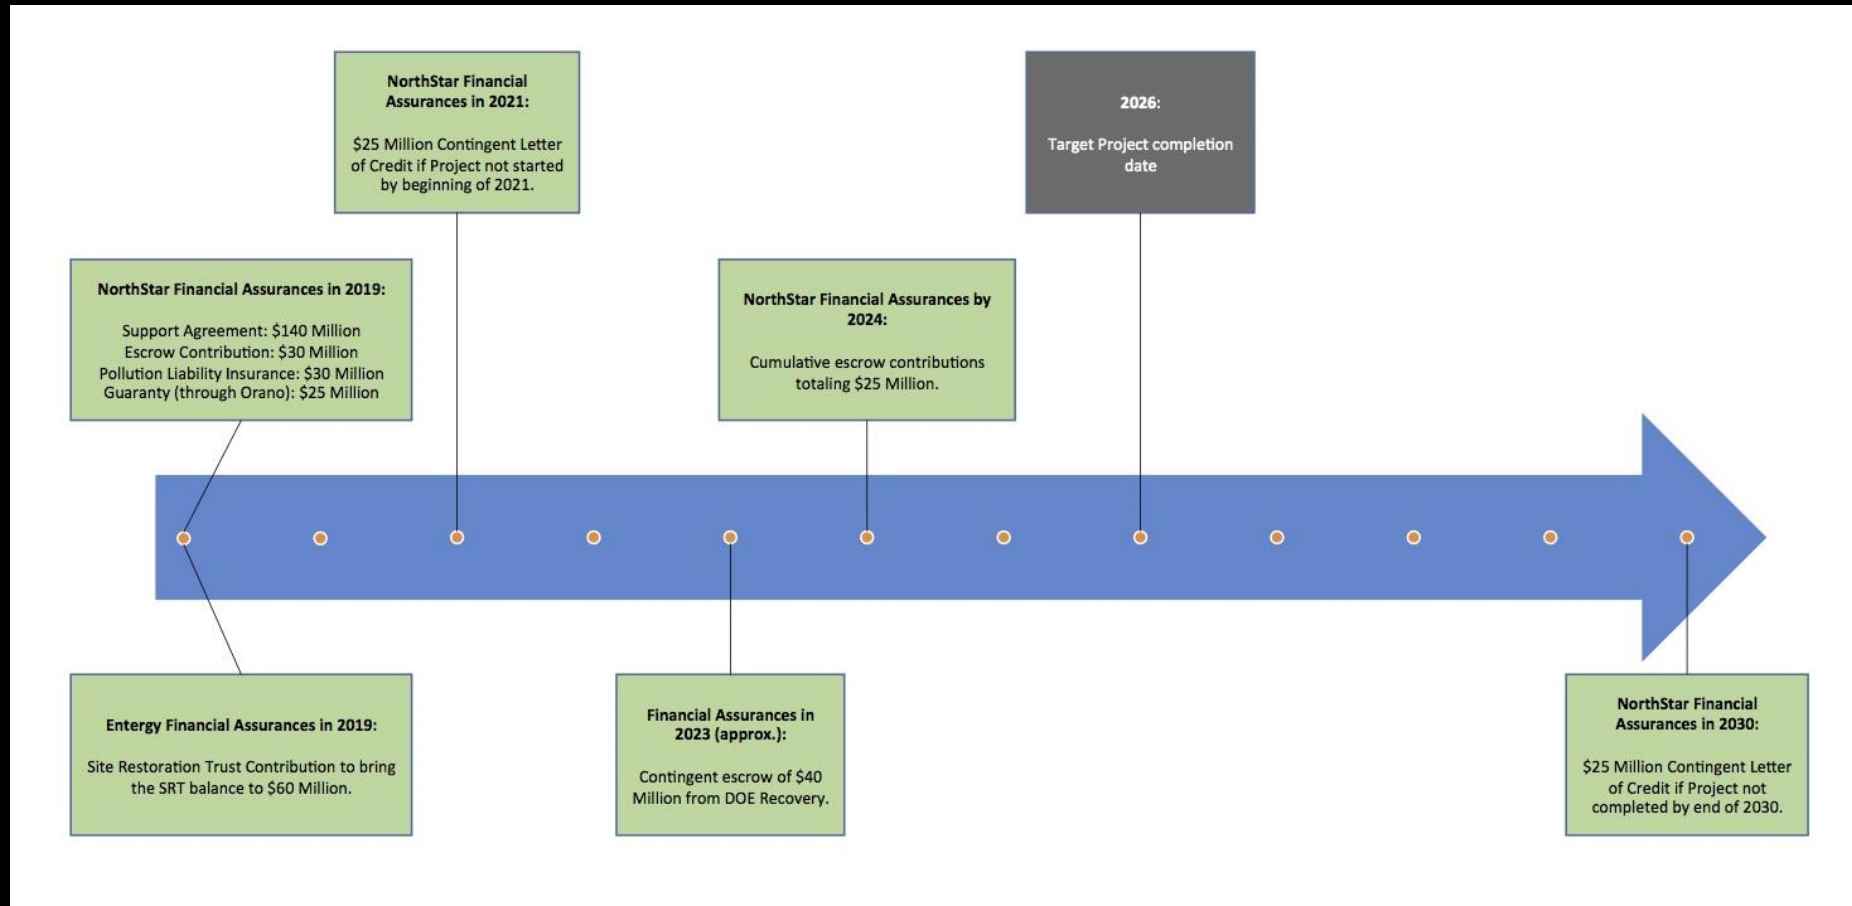 NorthStar Financial
Assurances in 2021:
$25 Million Contingent Letter
of Credit if Project not started
by beginning of 2021.
2026:
Target Project completion
date
NorthStar Financial Assurances in 2019:
Support Agreement: $140 Million
Escrow Contribution: $30 Million
Pollution Liability Insurance: $30 Million
Guaranty (through Orano): $25 Million
NorthStar Financial Assurances by
2024:
Cumulative escrow contributions
totaling $25 Million.
Entergy Financial Assurances in 2019:
Site Restoration Trust Contribution to bring
the SRT balance to $60 Million.
Financial Assurances in
2023 (approx.):
Contingent escrow of $40
Million from DOE Recovery.
NorthStar Financial
Assurances in 2030:
$25 Million Contingent Letter
of Credit if Project not
completed by end of 2030.